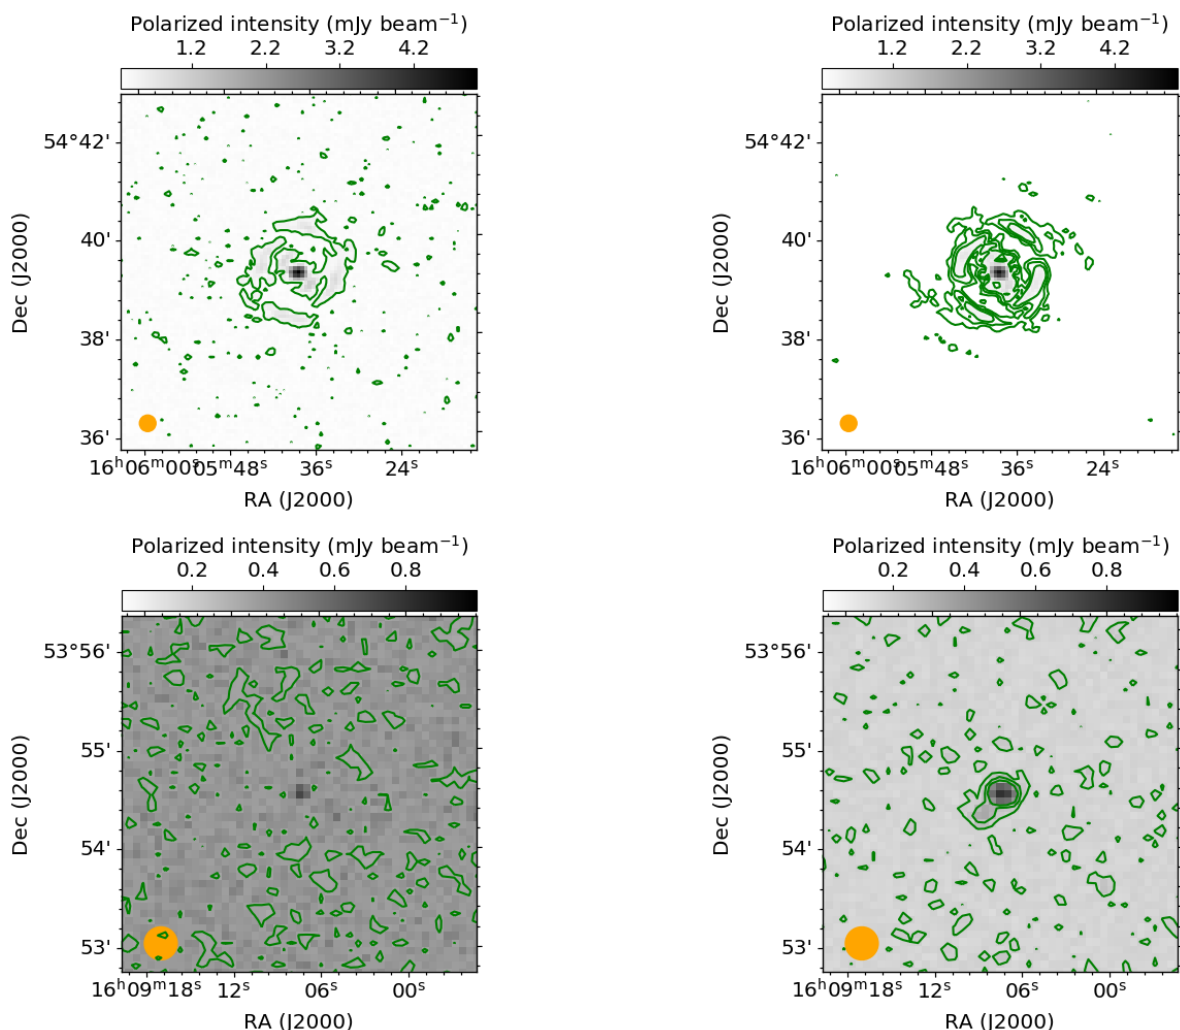 Polarized intensity (mJy beam⁻¹) Polarized intensity (mJy beam⁻¹)
1.2 2.2 3.2 4.2 1.2 2.2 3.2 4.2
54°42' 54°42'
40' 40'
Dec (J2000) Dec (J2000)
38' 38'
36' 36'
16ʰ06ᵐ00ˢ 05ᵐ48ˢ 36ˢ 24ˢ 16ʰ06ᵐ00ˢ 05ᵐ48ˢ 36ˢ 24ˢ
RA (J2000) RA (J2000)
Polarized intensity (mJy beam⁻¹) Polarized intensity (mJy beam⁻¹)
0.2 0.4 0.6 0.8 0.2 0.4 0.6 0.8
53°56' 53°56'
55' 55'
Dec (J2000) Dec (J2000)
54' 54'
53' 53'
16ʰ09ᵐ18ˢ 12ˢ 06ˢ 00ˢ 16ʰ09ᵐ18ˢ 12ˢ 06ˢ 00ˢ
RA (J2000) RA (J2000)